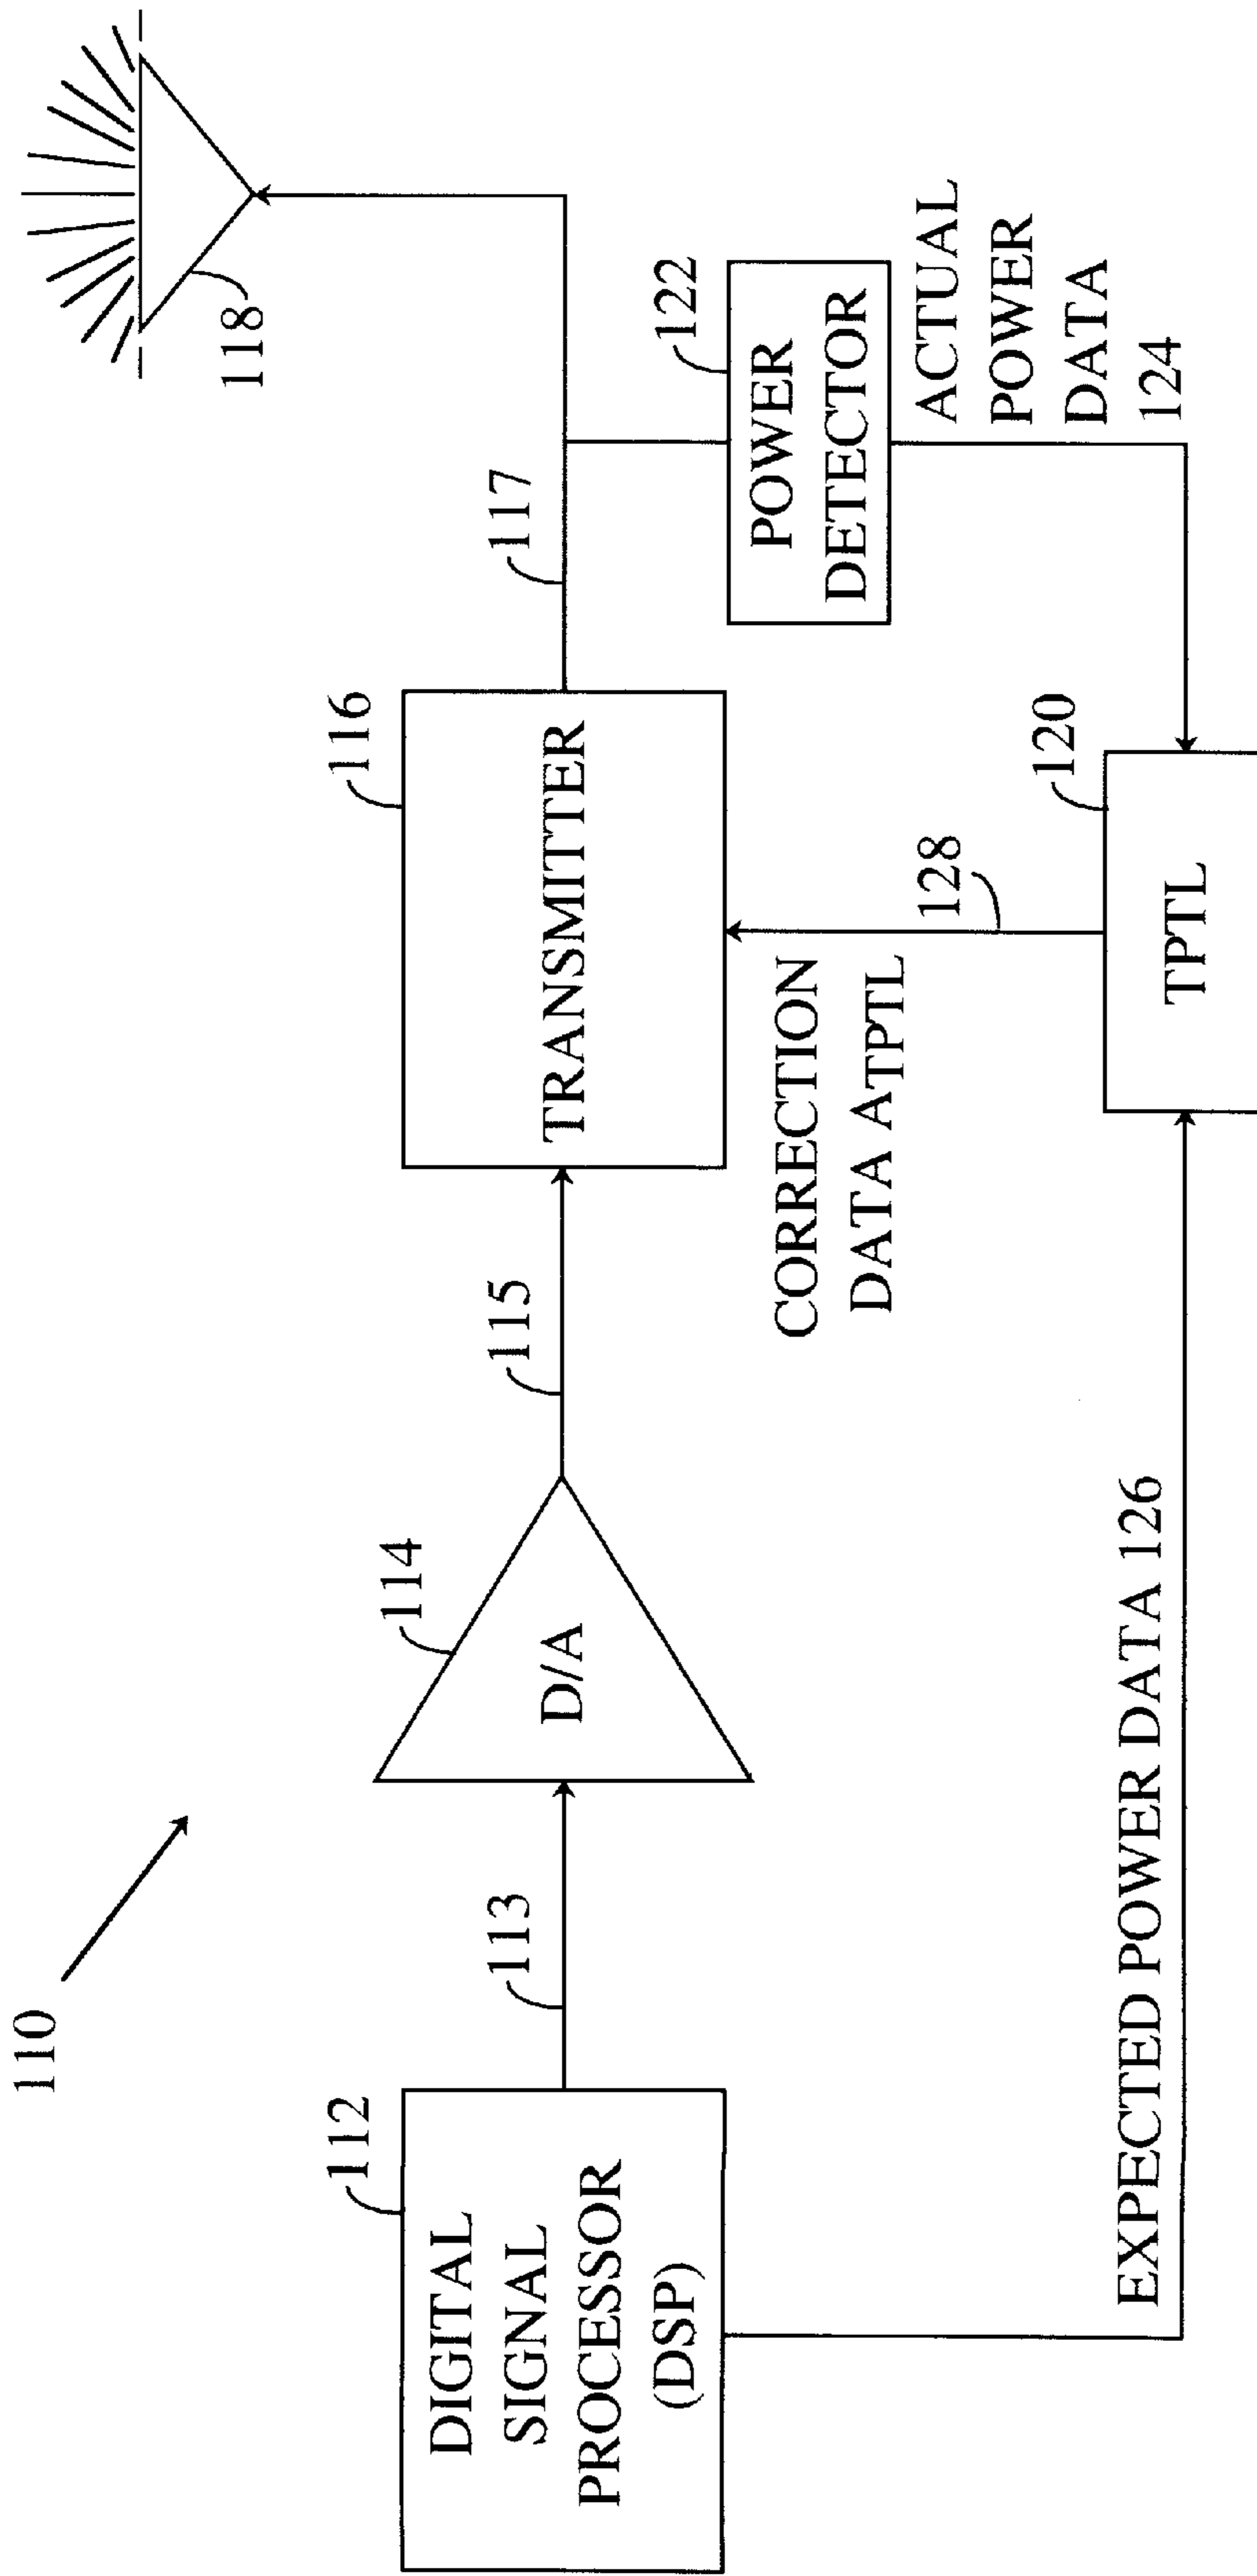 110
112
DIGITAL
SIGNAL
PROCESSOR
(DSP)
113
114
D/A
115
116
TRANSMITTER
117
118
122
POWER
DETECTOR
ACTUAL
POWER
DATA
124
CORRECTION
DATA ATPTL
128
120
TPTL
EXPECTED POWER DATA 126